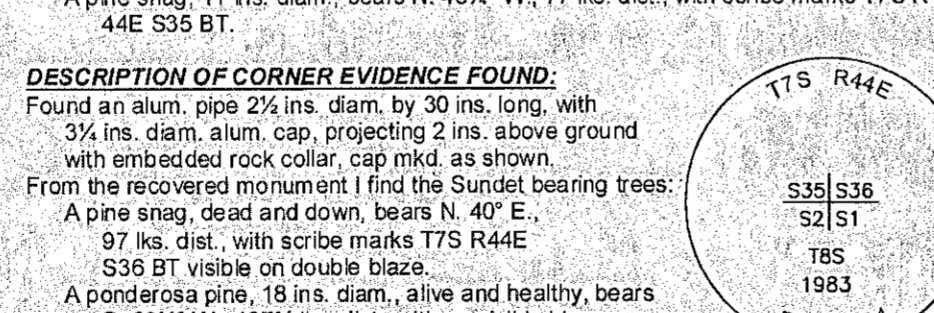 44E S35 BT.
DESCRIPTION OF CORNER EVIDENCE FOUND:
Found an alum. pipe 2½ ins. diam. by 30 ins. long, with
3¼ ins. diam. alum. cap, projecting 2 ins. above ground
with embedded rock collar, cap mkd. as shown.
From the recovered monument I find the Sundet bearing trees:
A pine snag, dead and down, bears N. 40° E.,
97 lks. dist., with scribe marks T7S R44E
S36 BT visible on double blaze.
A ponderosa pine, 18 ins. diam., alive and healthy, bears
T7S R44E
S35 S36
S2 S1
T8S
1983